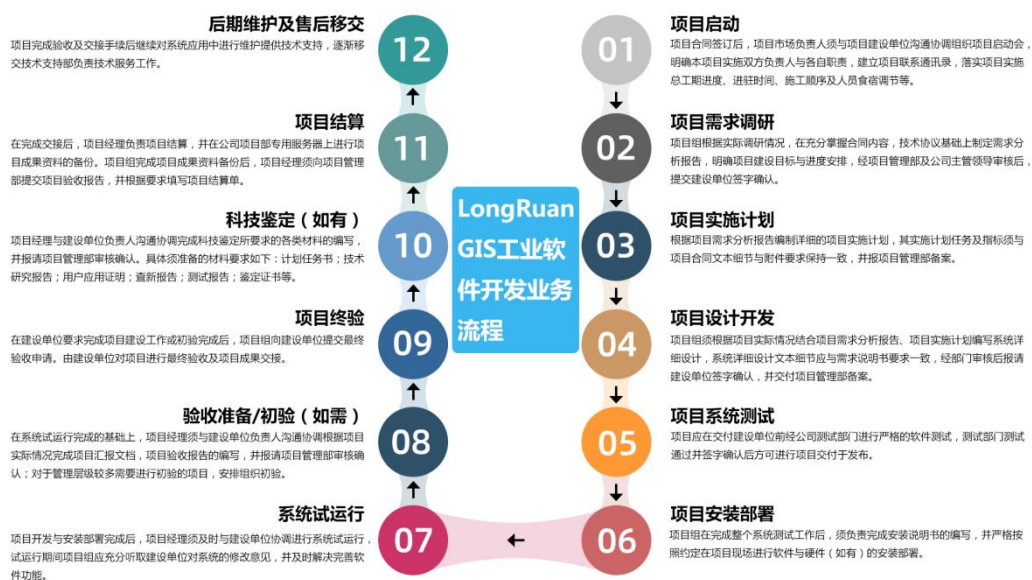 01
项目启动
项目合同签订后，项目市场负责人须与项目建设单位沟通协调组织项目启动会，
明确本项目实施双方负责人与各自职责，建立项目联系通讯录，落实项目实施
总工期进度、进驻时间、施工顺序及人员食宿调节等。
02
项目需求调研
项目组根据实际调研情况，在充分掌握合同内容，技术协议基础上制定需求分
析报告，明确项目建设目标与进度安排，经项目管理部及公司主管领导审核后，
提交建设单位签字确认。
03
项目实施计划
根据项目需求分析报告编制详细的项目实施计划，其实施计划任务及指标须与
项目合同文本细节与附件要求保持一致，并报项目管理部备案。
04
项目设计开发
项目组须根据项目实际情况结合项目需求分析报告、项目实施计划编写系统详
细设计，系统详细设计文本细节应与需求说明书要求一致，经部门审核后报请
建设单位签字确认，并交付项目管理部备案。
05
项目系统测试
项目应在交付建设单位前经公司测试部门进行严格的软件测试，测试部门测试
通过并签字确认后方可进行项目交付于发布。
06
项目安装部署
项目组在完成整个系统测试工作后，须负责完成安装说明书的编写，并严格按
照约定在项目现场进行软件与硬件（如有）的安装部署。
LongRuan
GIS工业软
件开发业务
流程
07
系统试运行
项目开发与安装部署完成后，项目经理须及时与建设单位协调进行系统试运行，
试运行期间项目组应充分听取建设单位对系统的修改意见，并及时解决完善软
件功能。
08
验收准备/初验（如需）
在系统试运行完成的基础上，项目经理须与建设单位负责人沟通协调根据项目
实际情况完成项目汇报文档，项目验收报告的编写，并报请项目管理部审核确
认；对于管理层级较多需要进行初验的项目，安排组织初验。
09
项目终验
在建设单位要求完成项目建设工作或初验完成后，项目组向建设单位提交最终
验收申请。由建设单位对项目进行最终验收及项目成果交接。
10
科技鉴定（如有）
项目经理与建设单位负责人沟通协调完成科技鉴定所要求的各类材料的编写，
并报请项目管理部审核确认。具体须准备的材料要求如下：计划任务书；技术
研究报告；用户应用证明；查新报告；测试报告；鉴定证书等。
11
项目结算
在完成交接后，项目经理负责项目结算，并在公司项目部专用服务器上进行项
目成果资料的备份。项目组完成项目成果资料备份后，项目经理须向项目管理
部提交项目验收报告，并根据要求填写项目结算单。
12
后期维护及售后移交
项目完成验收及交接手续后继续对系统应用中进行维护提供技术支持，逐渐移
交技术支持部负责技术服务工作。